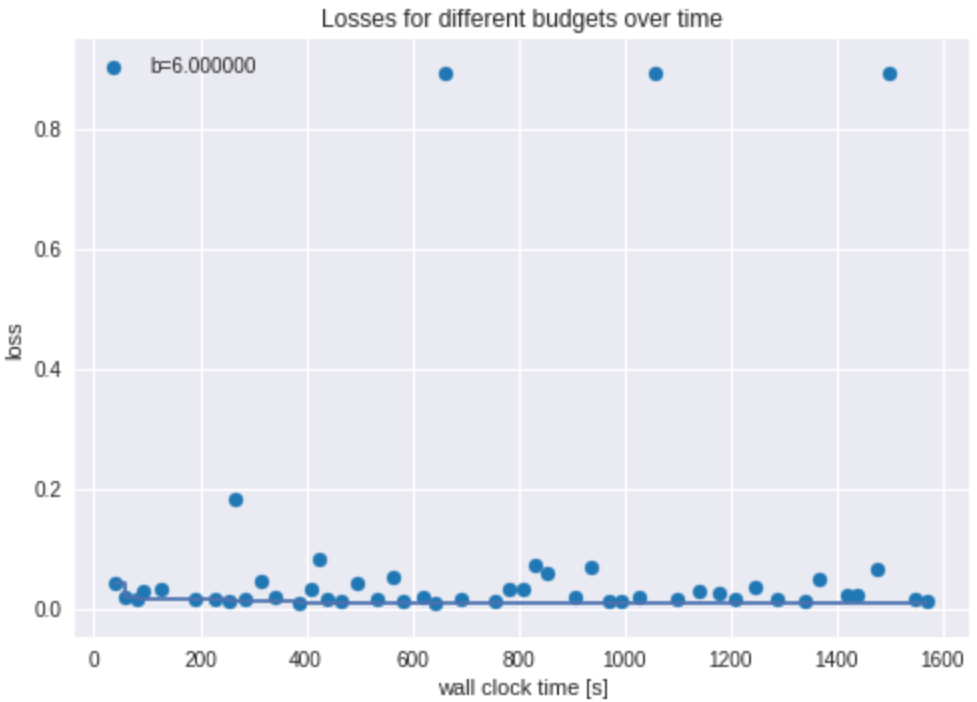 Losses for different budgets over time
b=6.000000
loss
0.8
0.6
0.4
0.2
0.0
0 200 400 600 800 1000 1200 1400 1600
wall clock time [s]